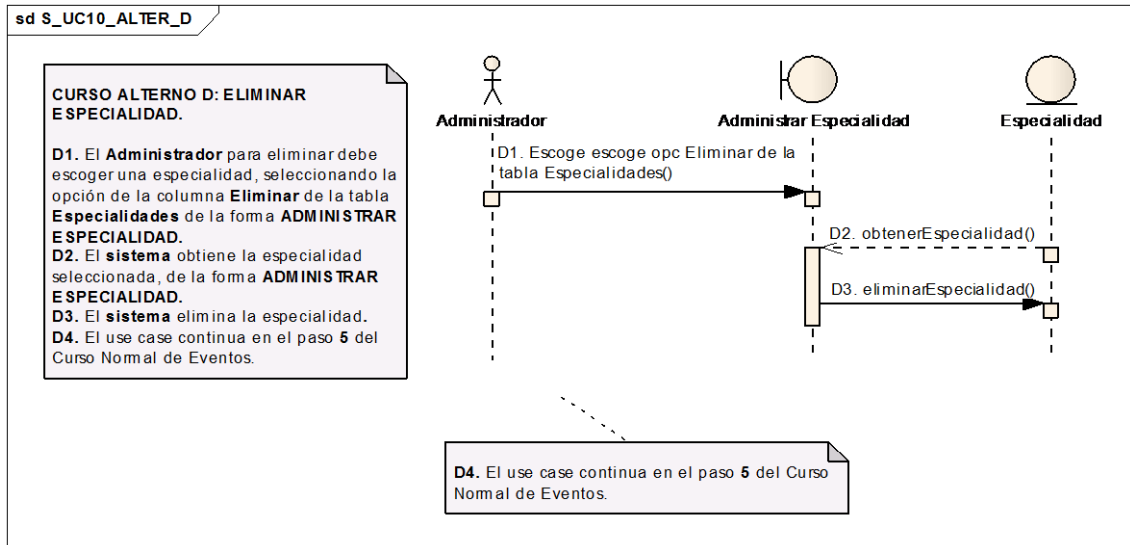 sd S_UC10_ALTER_D
CURSO ALTERNO D: ELIMINAR
ESPECIALIDAD.
D1. El Administrador para eliminar debe
escoger una especialidad, seleccionando la
opción de la columna Eliminar de la tabla
Especialidades de la forma ADMINISTRAR
ESPECIALIDAD.
D2. El sistema obtiene la especialidad
seleccionada, de la forma ADMINISTRAR
ESPECIALIDAD.
D3. El sistema elimina la especialidad.
D4. El use case continua en el paso 5 del
Curso Normal de Eventos.
Administrador
Administrar Especialidad
Especialidad
D1. Escoge escoge opc Eliminar de la
tabla Especialidades()
D2. obtenerEspecialidad()
D3. eliminarEspecialidad()
D4. El use case continua en el paso 5 del Curso
Normal de Eventos.